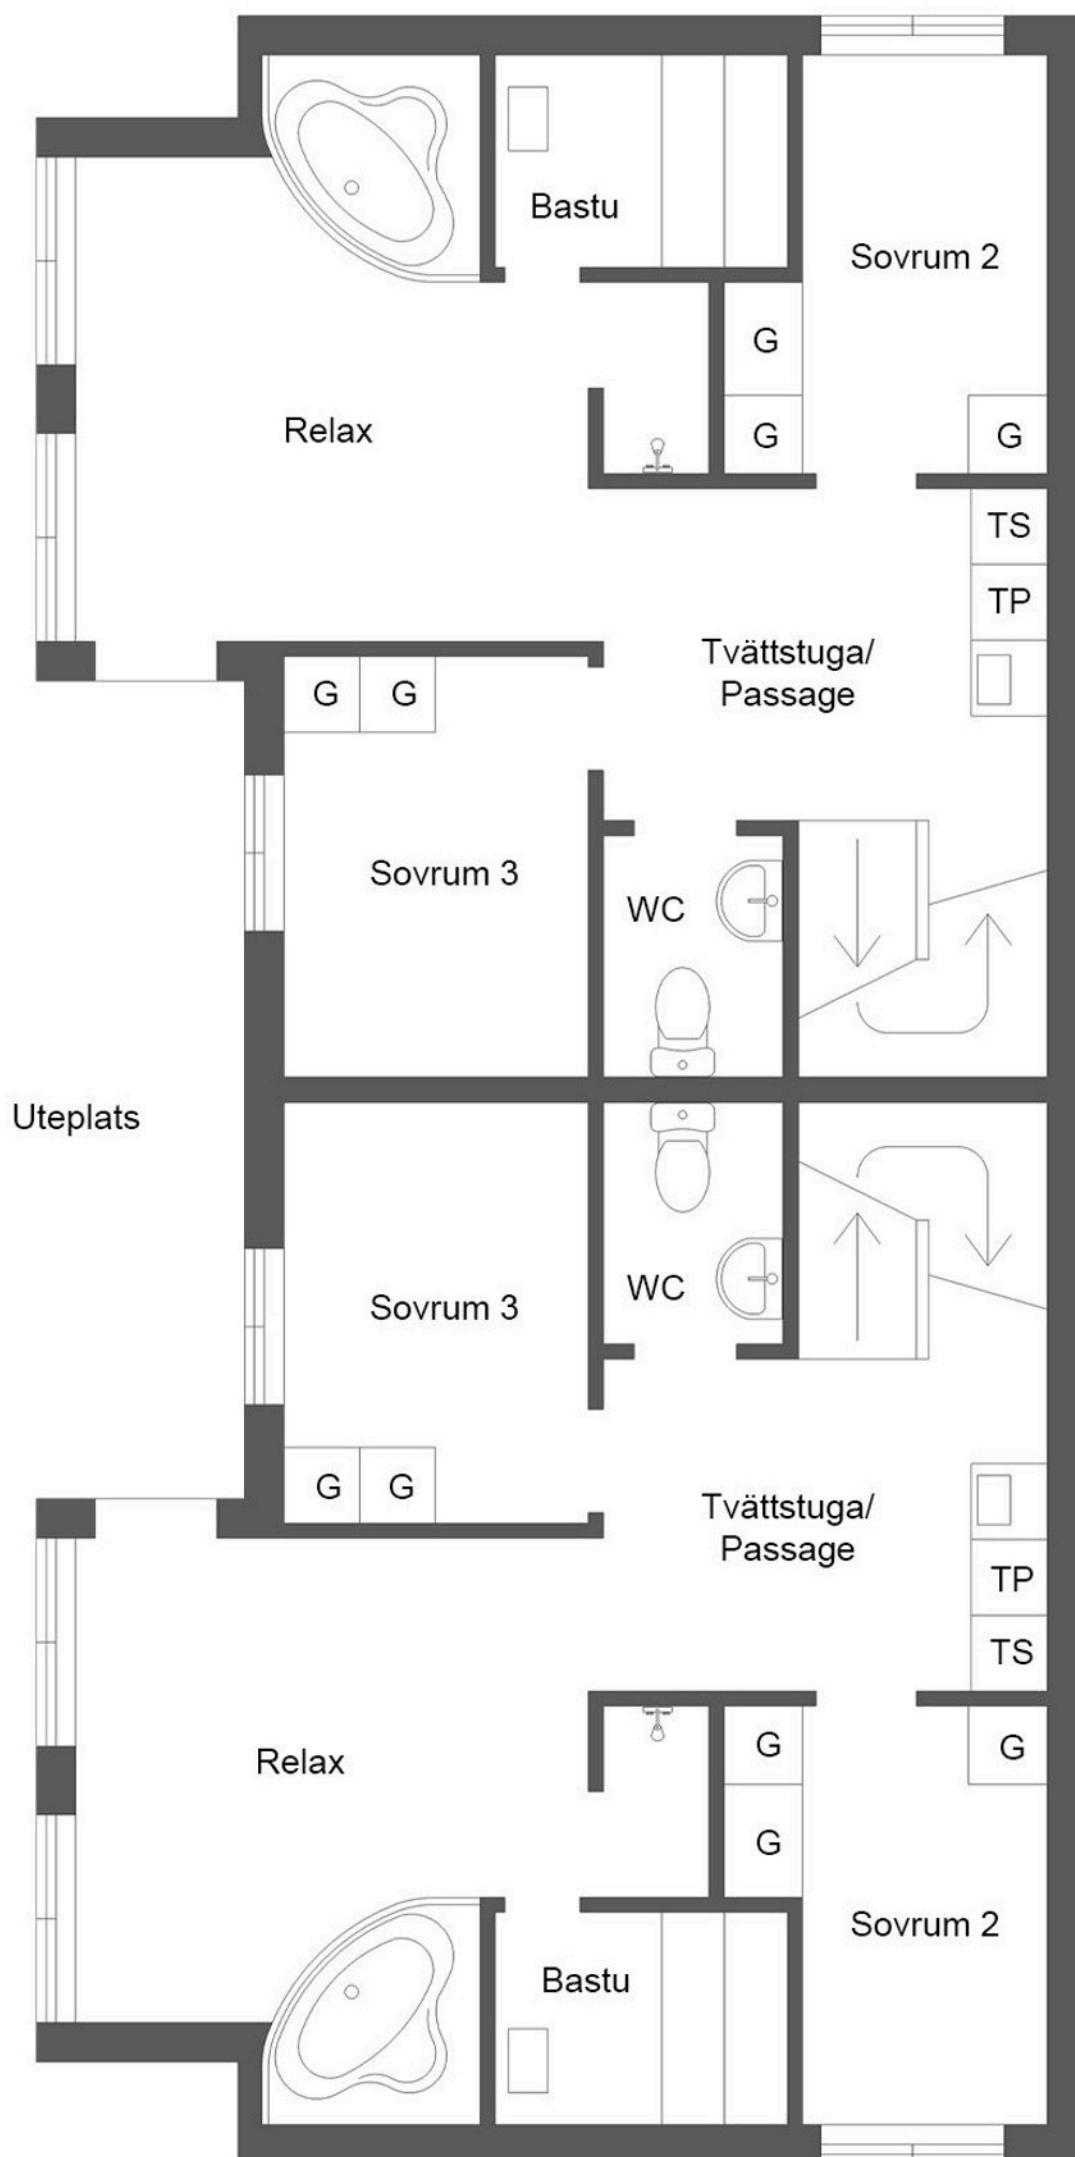 Bastu
Sovrum 2
G
Relax
G
G
TS
TP
Tvättstuga/
Passage
G
G
Sovrum 3
WC
Uteplats
WC
Sovrum 3
G
G
Tvättstuga/
Passage
TP
TS
G
G
Relax
G
Sovrum 2
Bastu